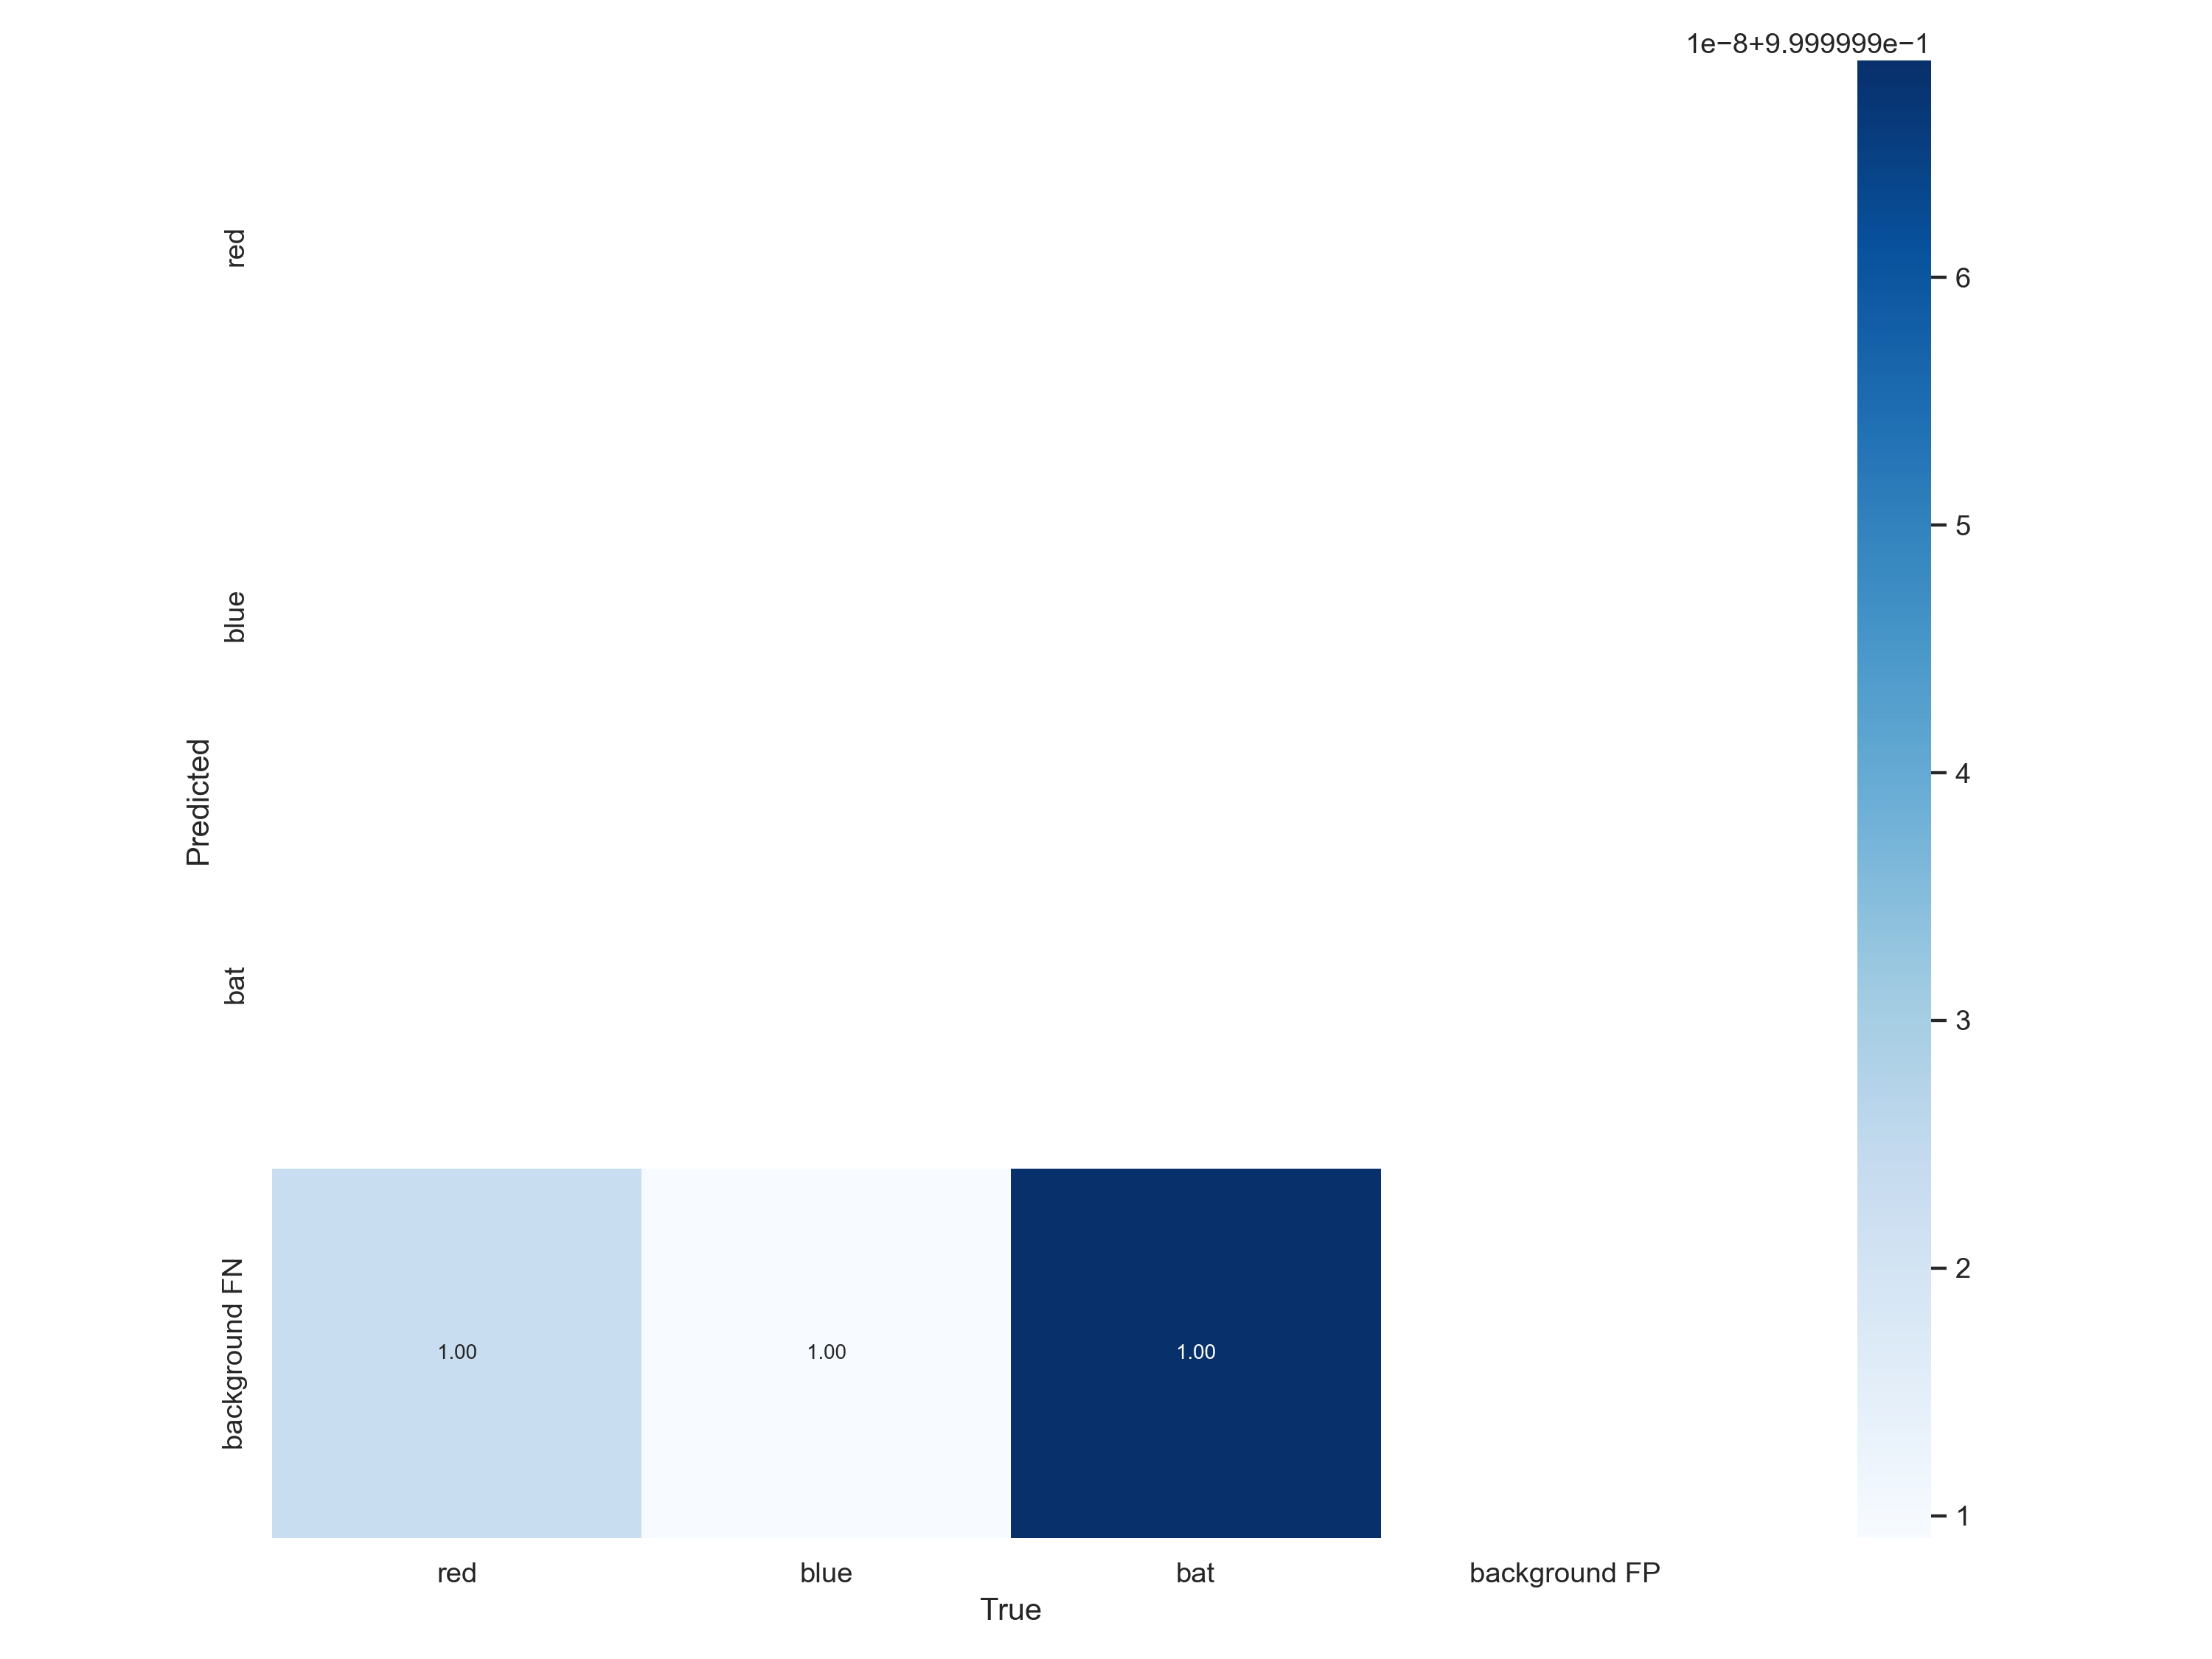 1e−8+9.999999e−1
6
5
4
3
2
1
Predicted
red
blue
bat
background FN
1.00 1.00 1.00
red blue bat background FP
True